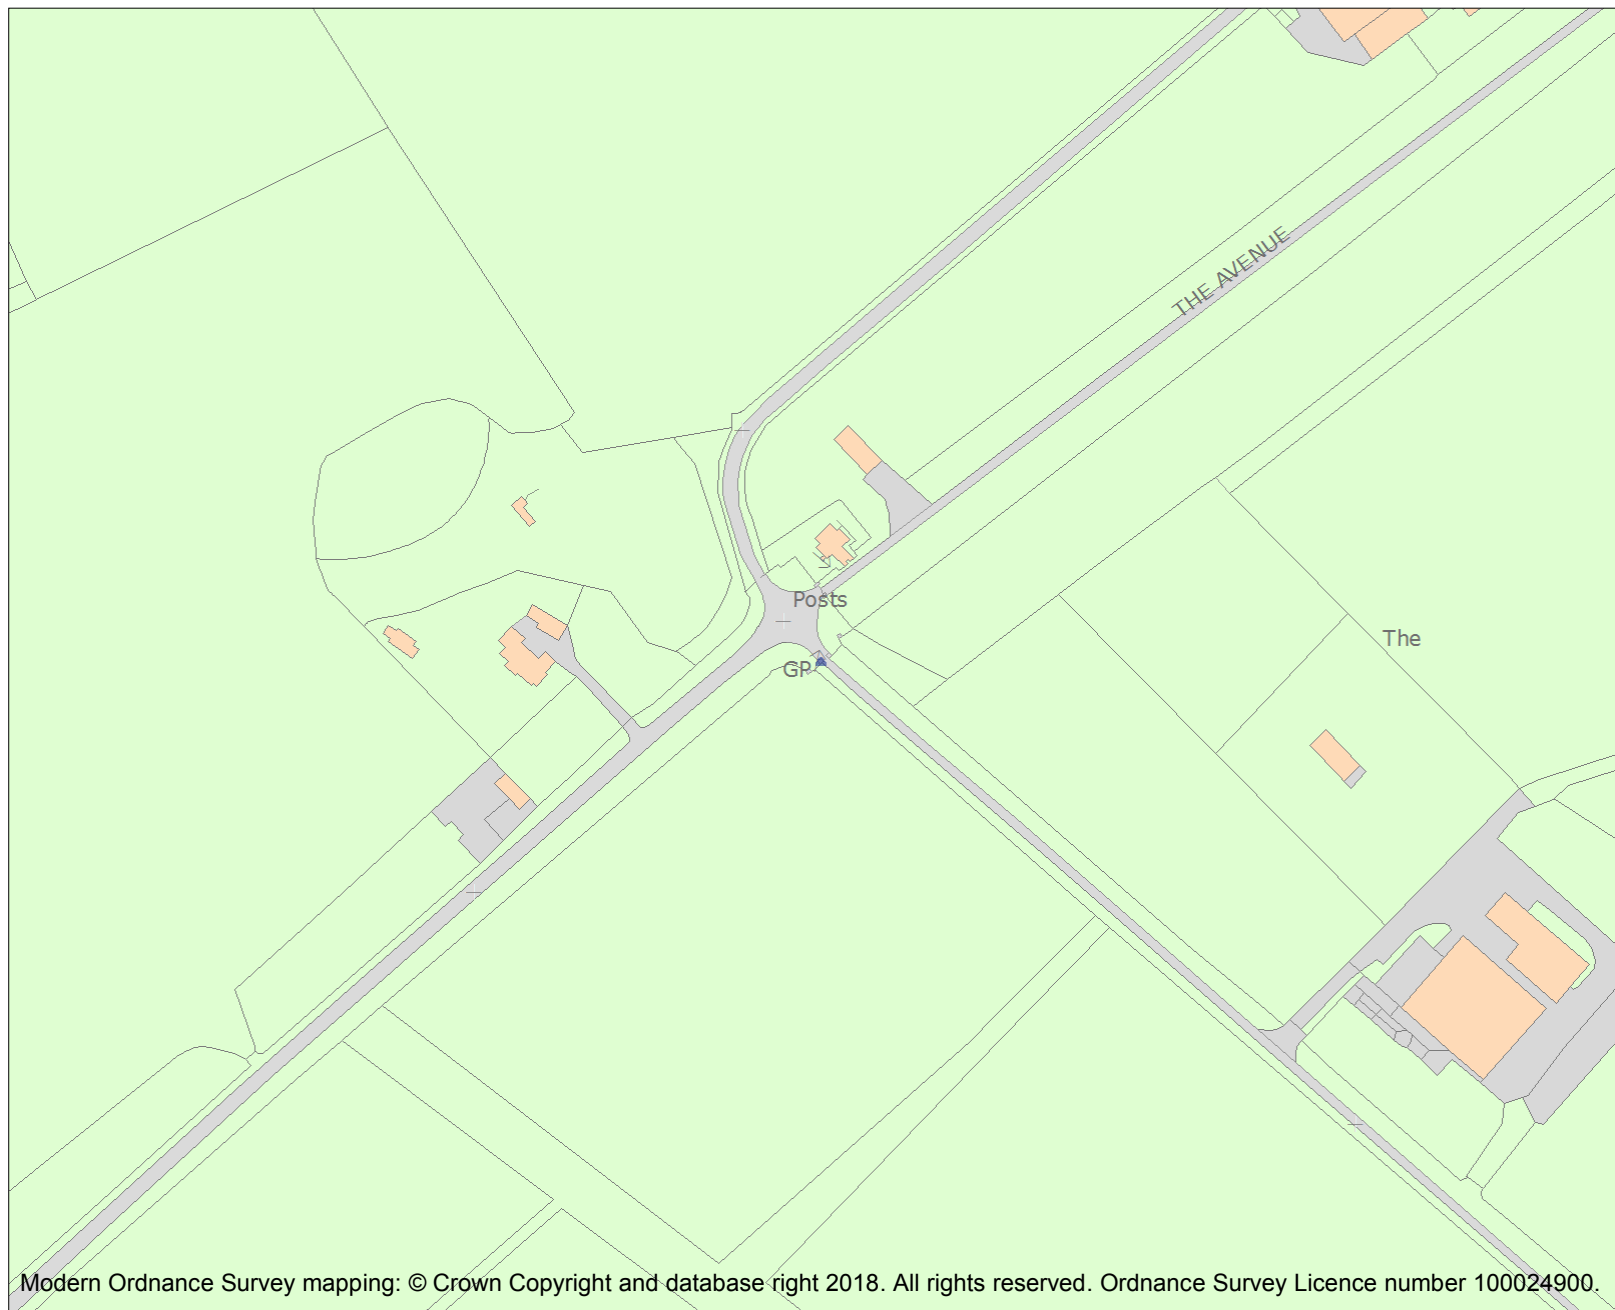 THE AVENUE
Posts
The
GP
Modern Ordnance Survey mapping: © Crown Copyright and database right 2018. All rights reserved. Ordnance Survey Licence number 100024900.